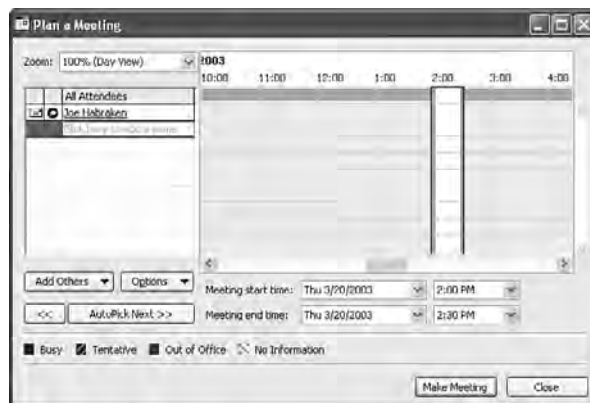 Plan a Meeting
Zoom: 100% (Day View)
2003
10:00 11:00 12:00 1:00 2:00 3:00 4:00
All Attendees
Joe Habraken
Add Others Options
Meeting start time: Thu 3/20/2003 2:00 PM
<< AutoPick Next >>
Meeting end time: Thu 3/20/2003 2:30 PM
Busy Tentative Out of Office No Information
Make Meeting Close